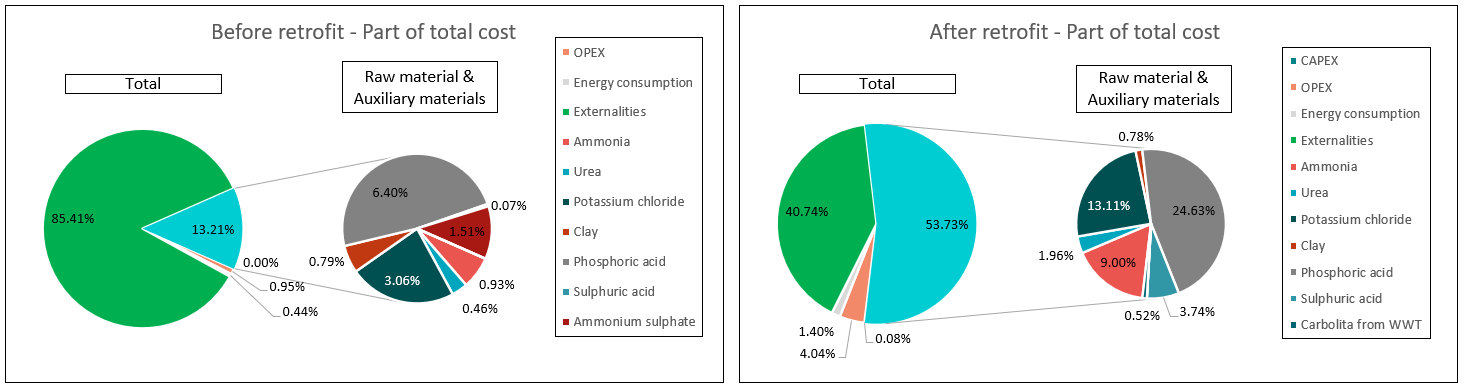 Before retrofit - Part of total cost
Total
Raw material &
Auxiliary materials
85.41%
13.21%
0.00%
0.95%
0.44%
6.40%
0.07%
1.51%
0.93%
0.46%
3.06%
0.79%
OPEX
Energy consumption
Externalities
Ammonia
Urea
Potassium chloride
Clay
Phosphoric acid
Sulphuric acid
Ammonium sulphate
After retrofit - Part of total cost
Total
Raw material &
Auxiliary materials
40.74%
53.73%
1.40%
4.04%
0.08%
0.78%
13.11%
24.63%
1.96%
9.00%
0.52%
3.74%
CAPEX
OPEX
Energy consumption
Externalities
Ammonia
Urea
Potassium chloride
Clay
Phosphoric acid
Sulphuric acid
Carbolita from WWT